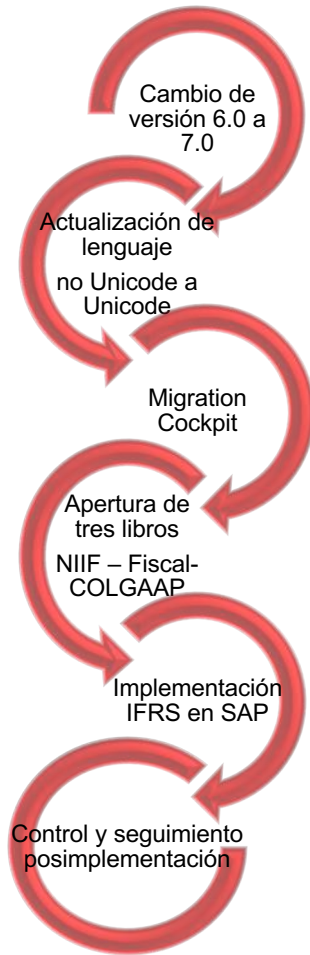 Cambio de
versión 6.0 a
7.0
Actualización de
lenguaje
no Unicode a
Unicode
Migration
Cockpit
Apertura de
tres libros
NIIF – Fiscal-
COLGAAP
Implementación
IFRS en SAP
Control y seguimiento
posimplementación